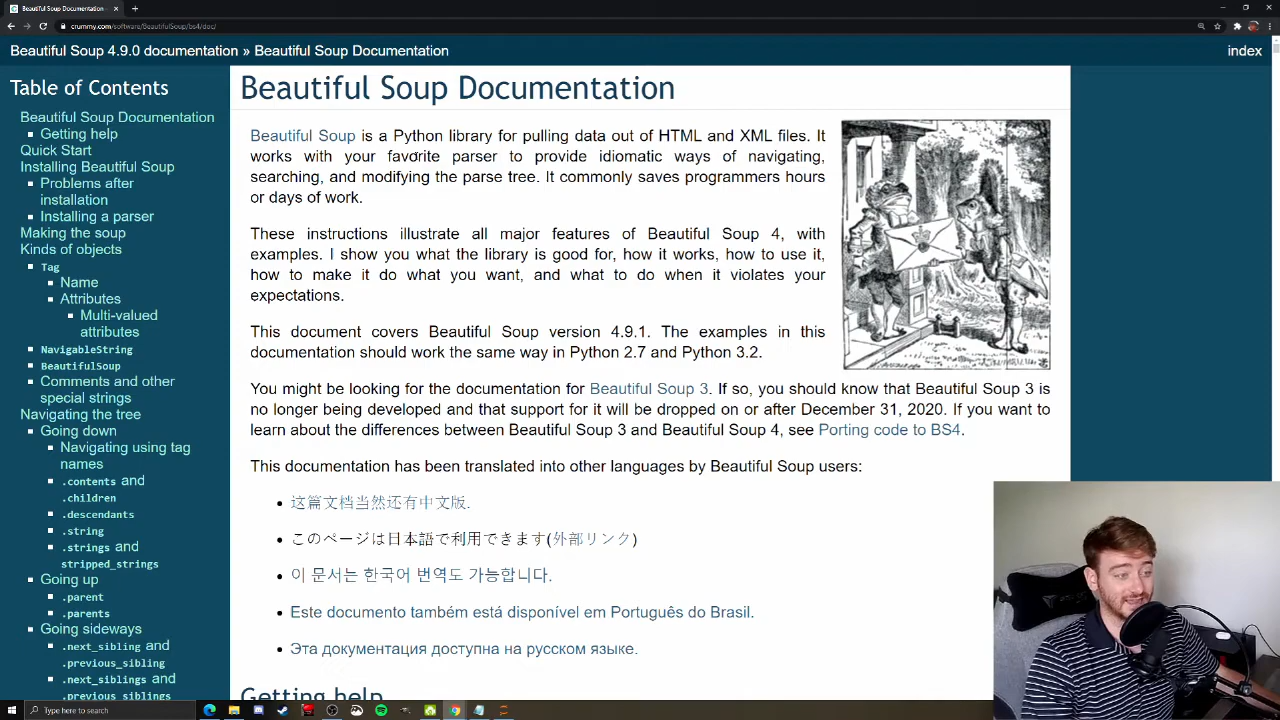 Beautiful Soup Documentation —
crummy.com/software/BeautifulSoup/bs4/doc/
Beautiful Soup 4.9.0 documentation » Beautiful Soup Documentation
index
Table of Contents
Beautiful Soup Documentation
Getting help
Quick Start
Installing Beautiful Soup
Problems after
installation
Installing a parser
Making the soup
Kinds of objects
Tag
Name
Attributes
Multi-valued
attributes
NavigableString
BeautifulSoup
Comments and other
special strings
Navigating the tree
Going down
Navigating using tag
names
.contents and
.children
.descendants
.string
.strings and
stripped_strings
Going up
.parent
.parents
Going sideways
.next_sibling and
.previous_sibling
.next_siblings and
.previous_siblings
Beautiful Soup Documentation
Beautiful Soup is a Python library for pulling data out of HTML and XML files. It
works with your favorite parser to provide idiomatic ways of navigating,
searching, and modifying the parse tree. It commonly saves programmers hours
or days of work.
These instructions illustrate all major features of Beautiful Soup 4, with
examples. I show you what the library is good for, how it works, how to use it,
how to make it do what you want, and what to do when it violates your
expectations.
This document covers Beautiful Soup version 4.9.1. The examples in this
documentation should work the same way in Python 2.7 and Python 3.2.
You might be looking for the documentation for Beautiful Soup 3. If so, you should know that Beautiful Soup 3 is
no longer being developed and that support for it will be dropped on or after December 31, 2020. If you want to
learn about the differences between Beautiful Soup 3 and Beautiful Soup 4, see Porting code to BS4.
This documentation has been translated into other languages by Beautiful Soup users:
这篇文档当然还有中文版.
このページは日本語で利用できます(外部リンク)
이 문서는 한국어 번역도 가능합니다.
Este documento também está disponível em Português do Brasil.
Эта документация доступна на русском языке.
Getting help
Type here to search